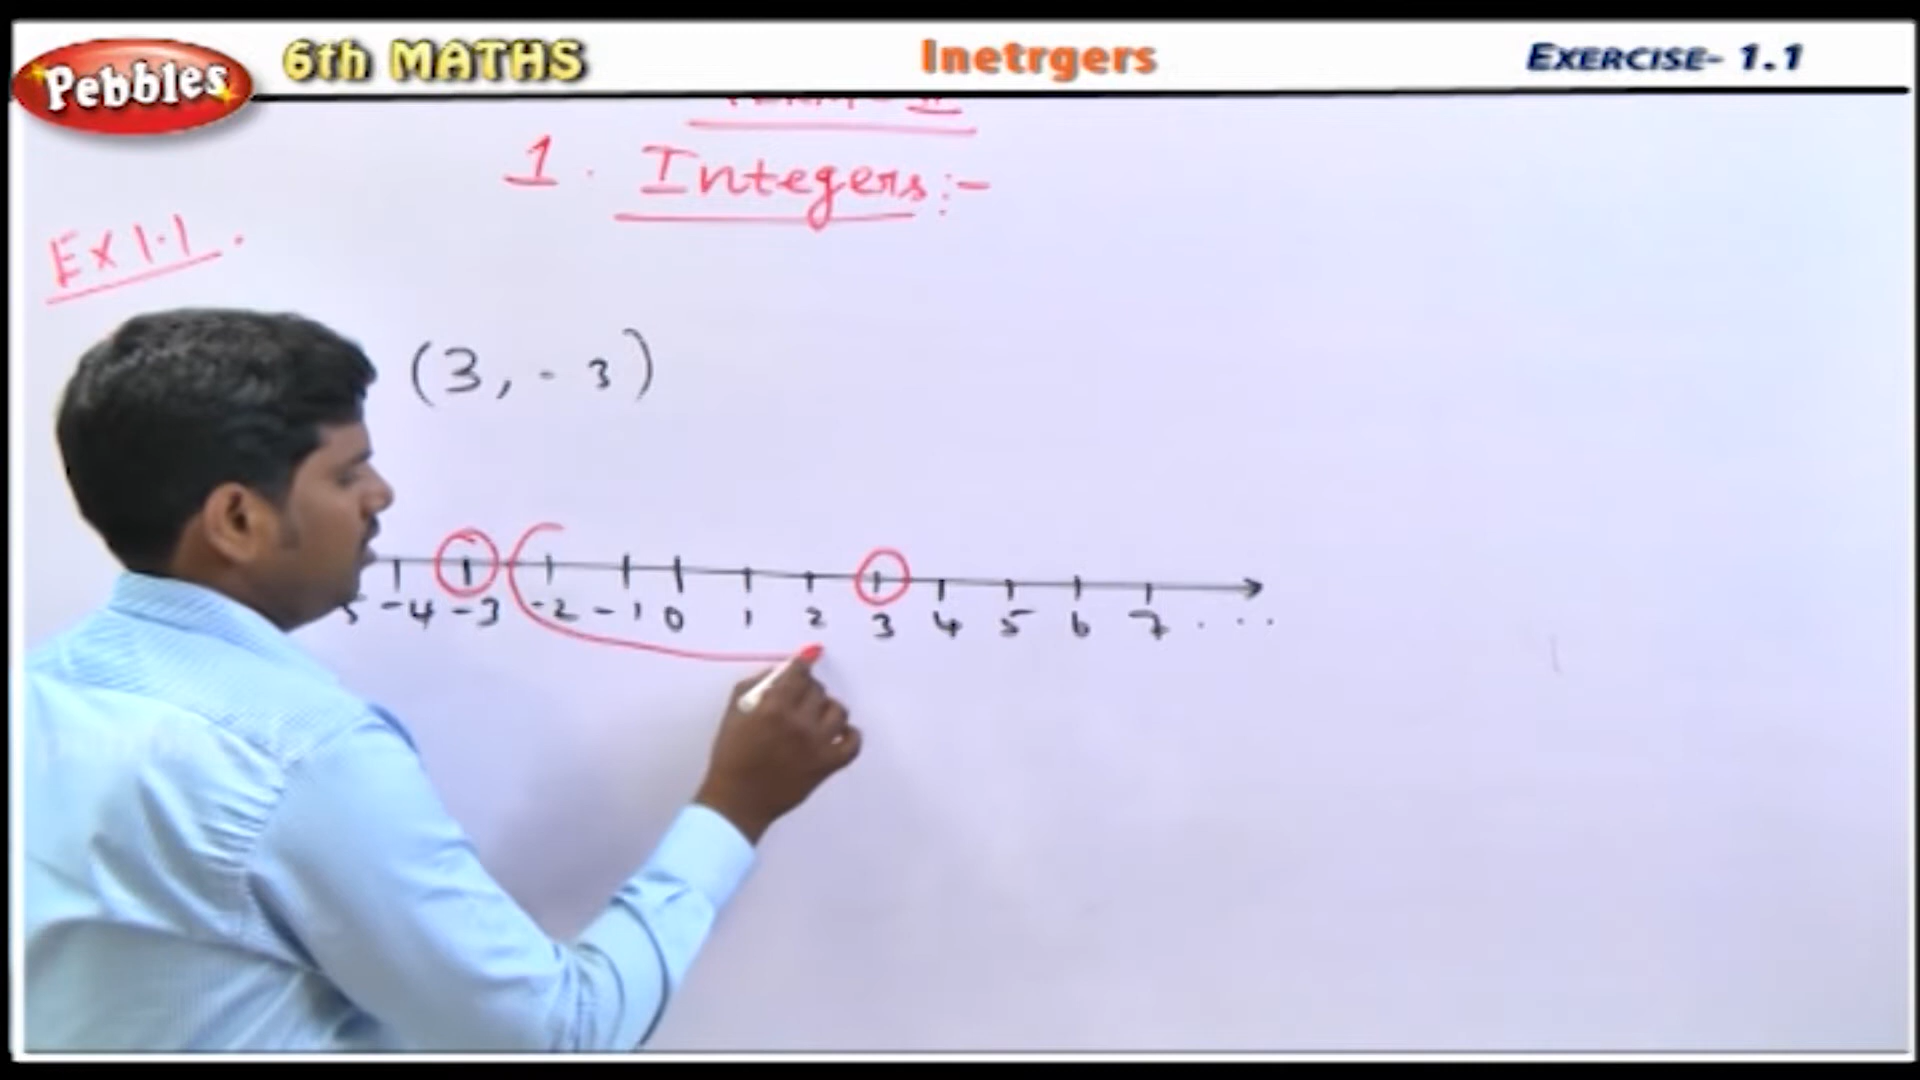 Pebbles
6th MATHS
Inetrgers
EXERCISE- 1.1
1. Integers:-
Ex 1.1.
(3, - 3)
5 -4 -3 -2 -1 0 1 2 3 4 5 6 7 . . .